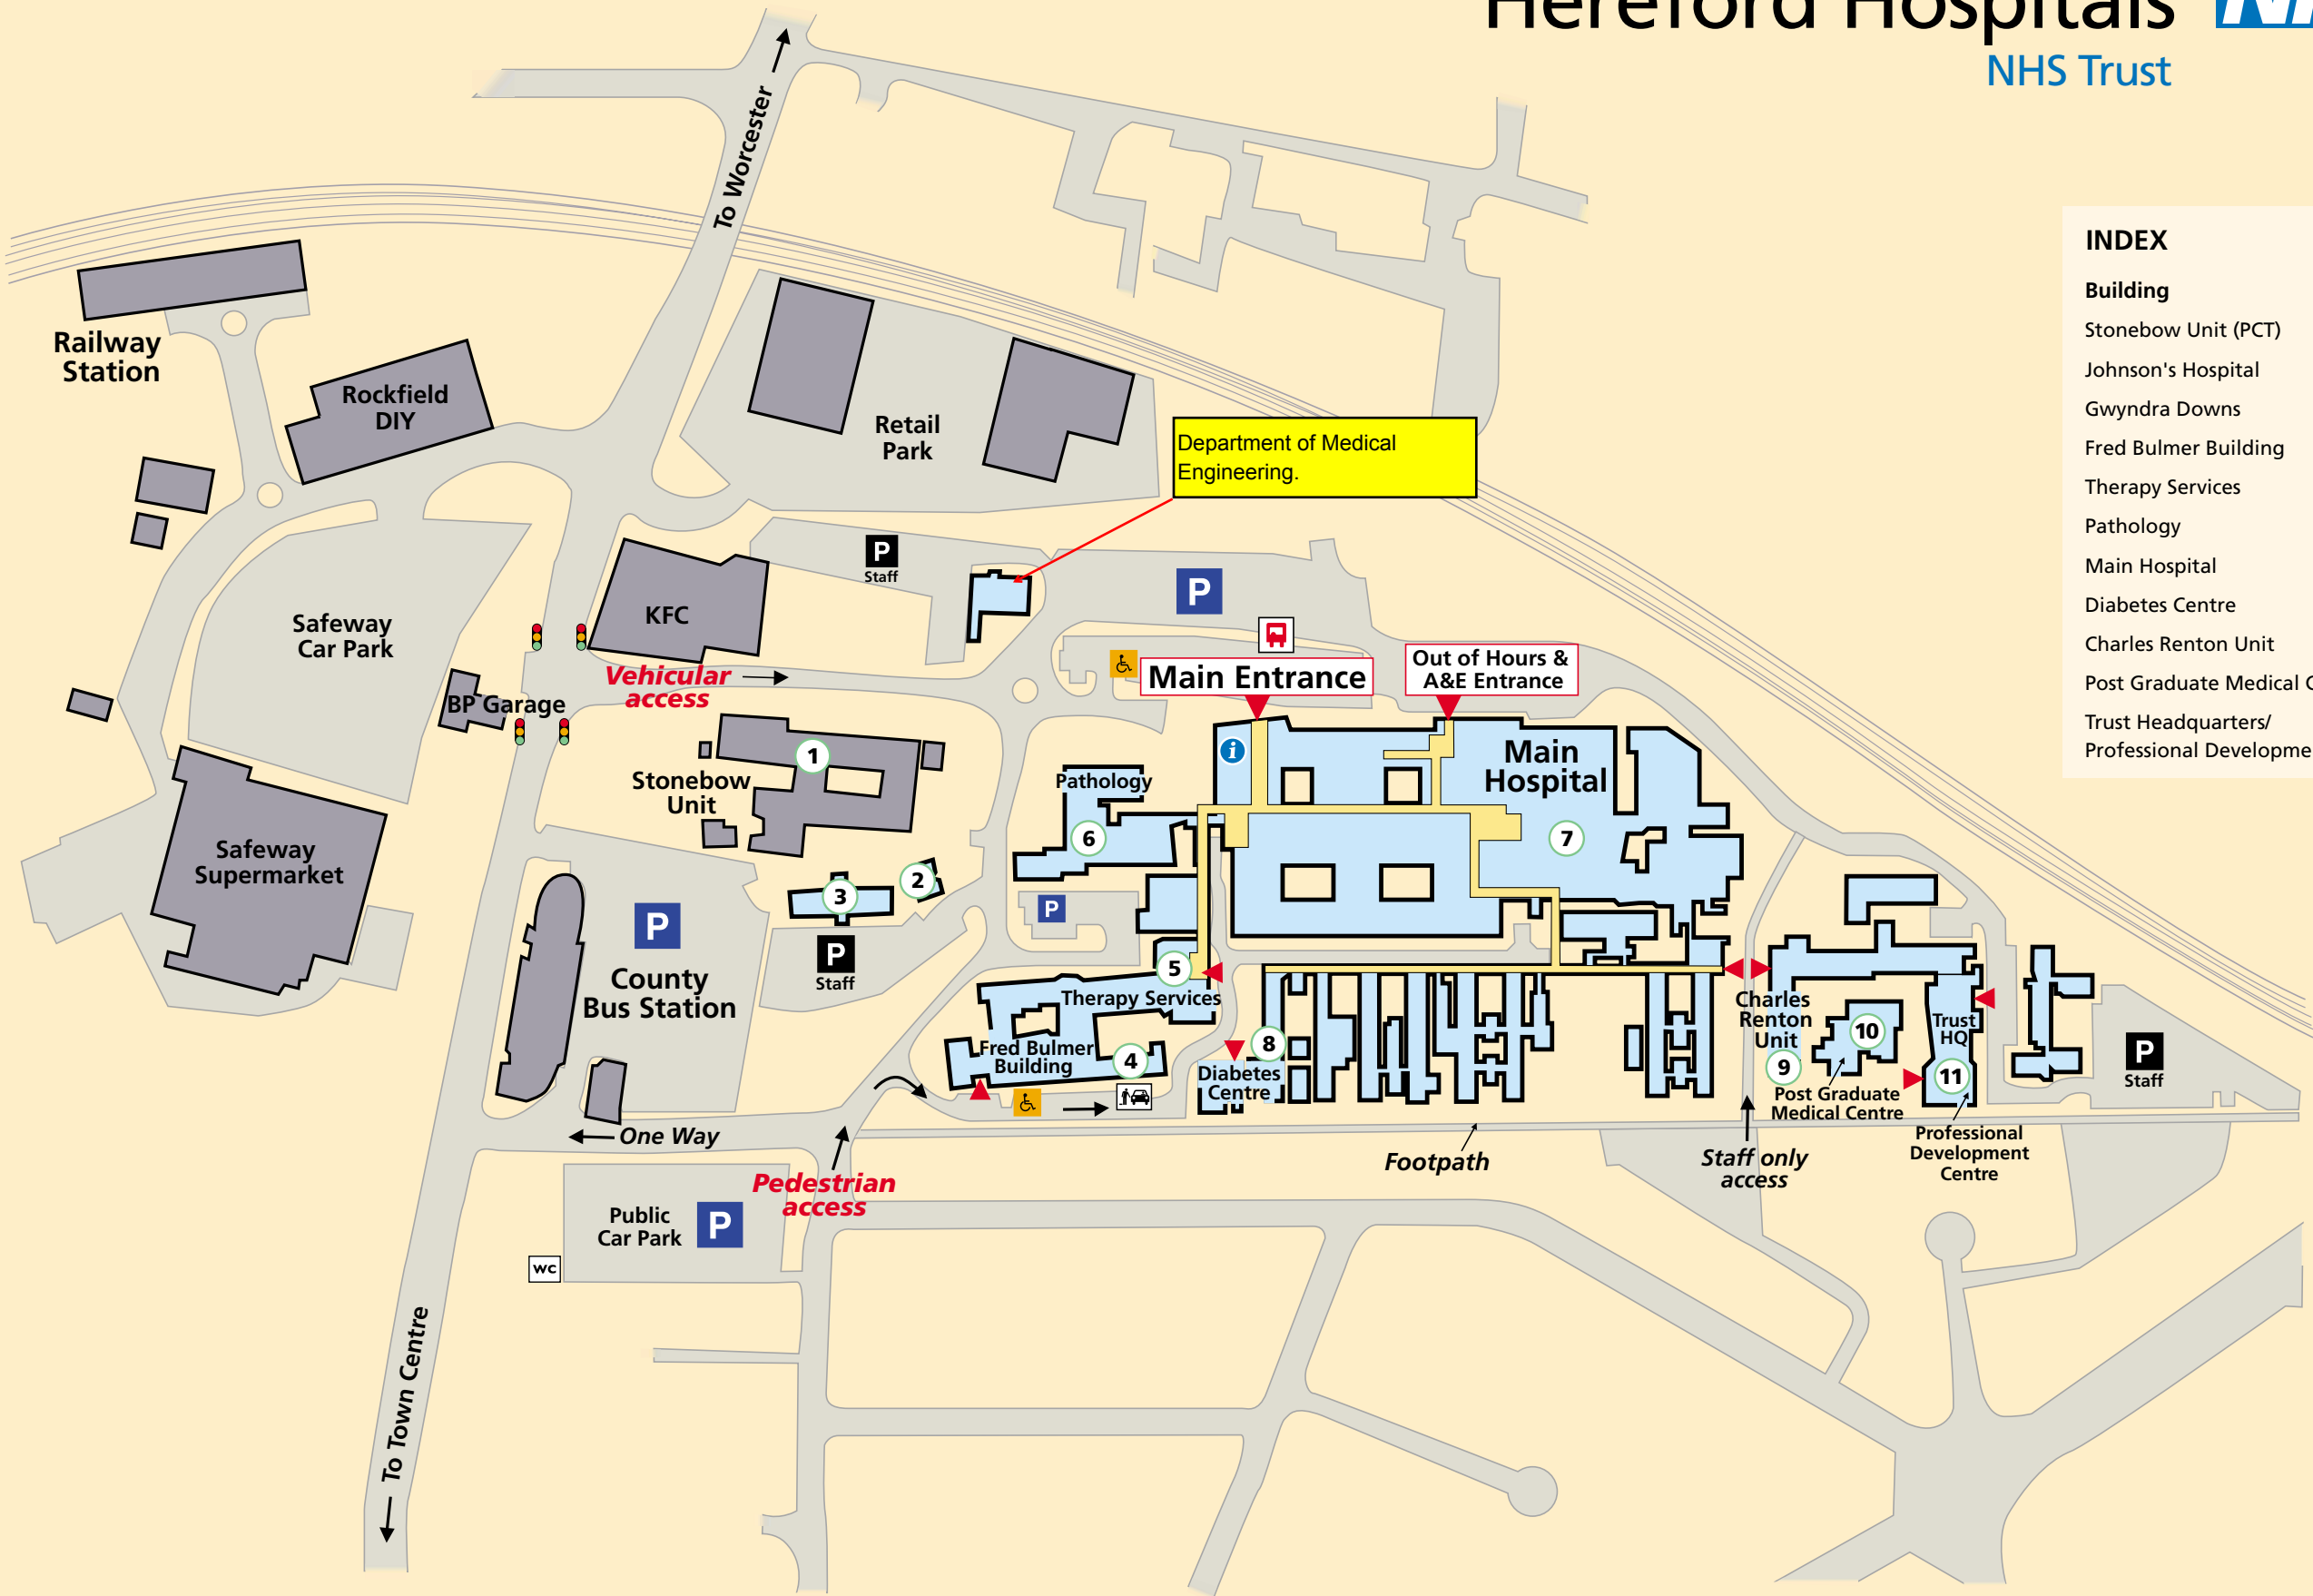 Hereford Hospitals
NHS Trust
To Worcester
INDEX
Building
Stonebow Unit (PCT)
Johnson's Hospital
Gwyndra Downs
Fred Bulmer Building
Therapy Services
Pathology
Main Hospital
Diabetes Centre
Charles Renton Unit
Post Graduate Medical C
Trust Headquarters/
Professional Developme
Railway
Station
Rockfield
DIY
Retail
Park
Department of Medical
Engineering.
P
Staff
P
KFC
Safeway
Car Park
Vehicular
access
BP Garage
Main Entrance
Out of Hours &
A&E Entrance
i
Main
Hospital
1
Stonebow
Unit
Pathology
6
7
Safeway
Supermarket
2
3
P
P
P
Staff
County
Bus Station
5
Therapy Services
Fred Bulmer
Building
4
8
Diabetes
Centre
Charles
Renton
Unit
9
10
Trust
HQ
11
P
Staff
Post Graduate
Medical Centre
Professional
Development
Centre
One Way
Pedestrian
access
Footpath
Staff only
access
Public
Car Park
P
WC
To Town Centre